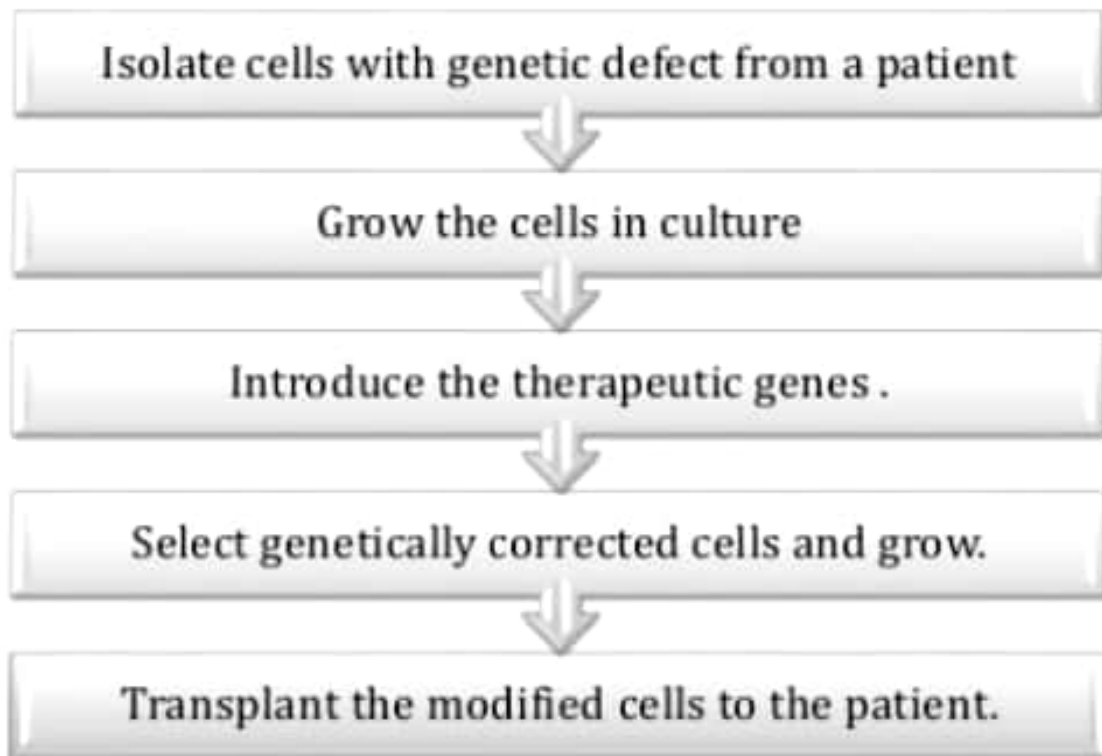 Isolate cells with genetic defect from a patient
Grow the cells in culture
Introduce the therapeutic genes .
Select genetically corrected cells and grow.
Transplant the modified cells to the patient.